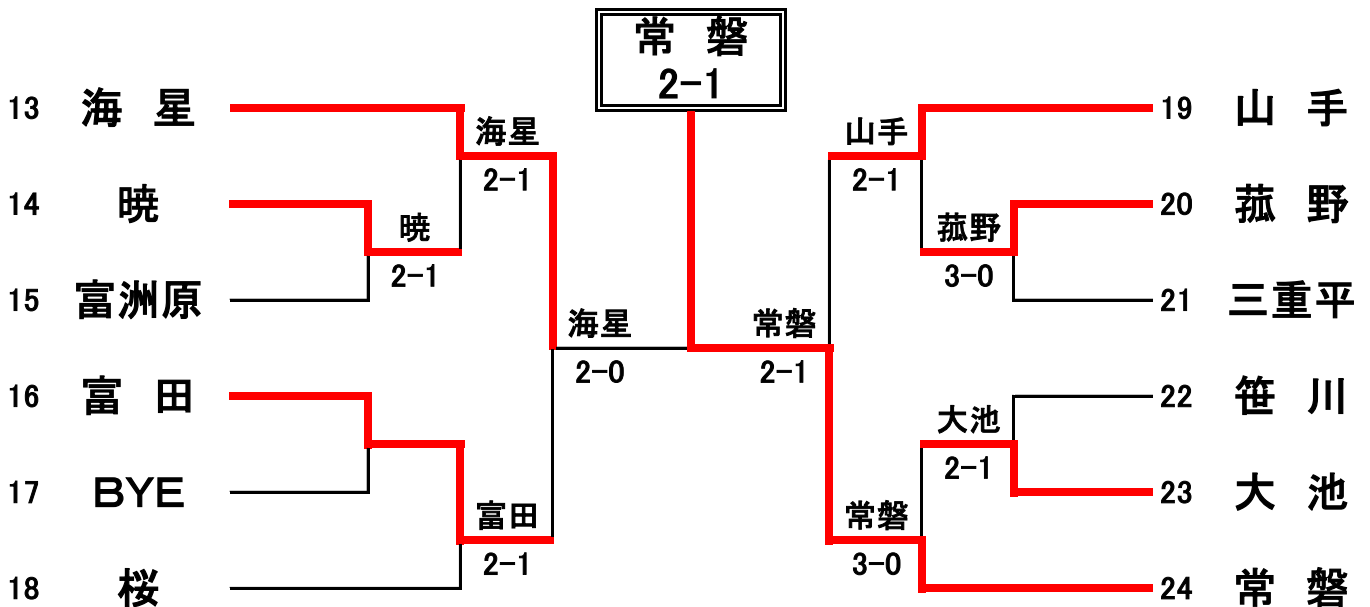 常 磐
2-1
13 海 星
14 暁
15 富洲原
16 富 田
17 BYE
18 桜
海星
2-1
暁
2-1
富田
2-1
海星
2-0
常磐
2-1
山手
2-1
菰野
3-0
大池
2-1
常磐
3-0
19 山 手
20 菰 野
21 三重平
22 笹 川
23 大 池
24 常 磐